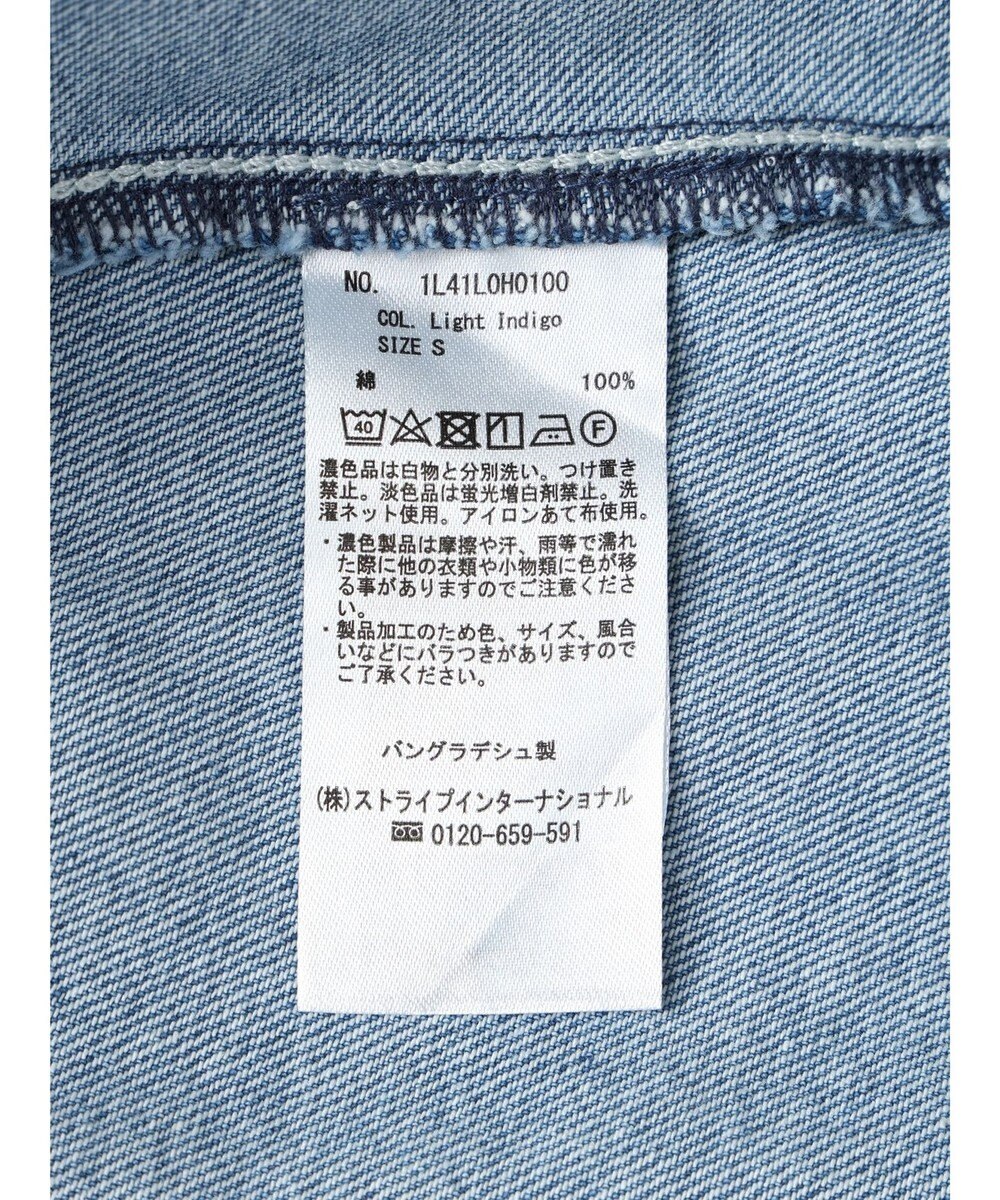 NO. 1L41L0H0100
COL. Light Indigo
SIZE S
綿 100%
40 F
濃色品は白物と分別洗い。つけ置き
禁止。淡色品は蛍光増白剤禁止。洗
濯ネット使用。アイロンあて布使用。
・濃色製品は摩擦や汗、雨等で濡れ
た際に他の衣類や小物類に色が移
る事がありますのでご注意くださ
い。
・製品加工のため色、サイズ、風合
いなどにバラつきがありますので
ご了承ください。
バングラデシュ製
(株)ストライプインターナショナル
0120-659-591